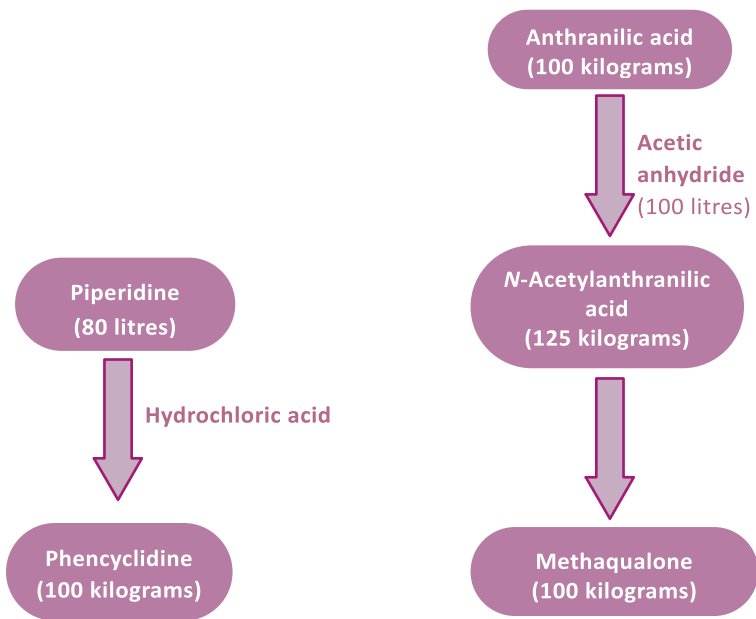 Anthranilic acid
(100 kilograms)
Acetic
anhydride
(100 litres)
N-Acetylanthranilic
acid
(125 kilograms)
Methaqualone
(100 kilograms)
Piperidine
(80 litres)
Hydrochloric acid
Phencyclidine
(100 kilograms)